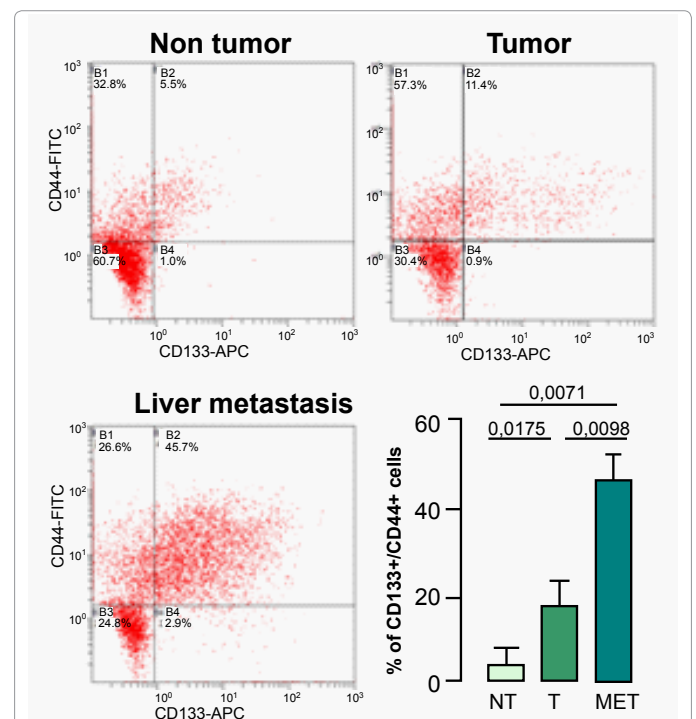 Non tumor
Tumor
10³
B1
32.8%
B2
5.5%
10²
CD44-FITC
10¹
B3
60.7%
B4
1.0%
10⁰
10⁰ 10¹ 10² 10³
CD133-APC
10³
B1
57.3%
B2
11.4%
10²
10¹
B3
30.4%
B4
0.9%
10⁰
10⁰ 10¹ 10² 10³
CD133-APC
Liver metastasis
10³
B1
26.6%
B2
45.7%
10²
CD44-FITC
10¹
B3
24.8%
B4
2.9%
10⁰
10⁰ 10¹ 10² 10³
CD133-APC
0,0071
0,0175 0,0098
% of CD133+/CD44+ cells
60
40
20
0
NT T MET